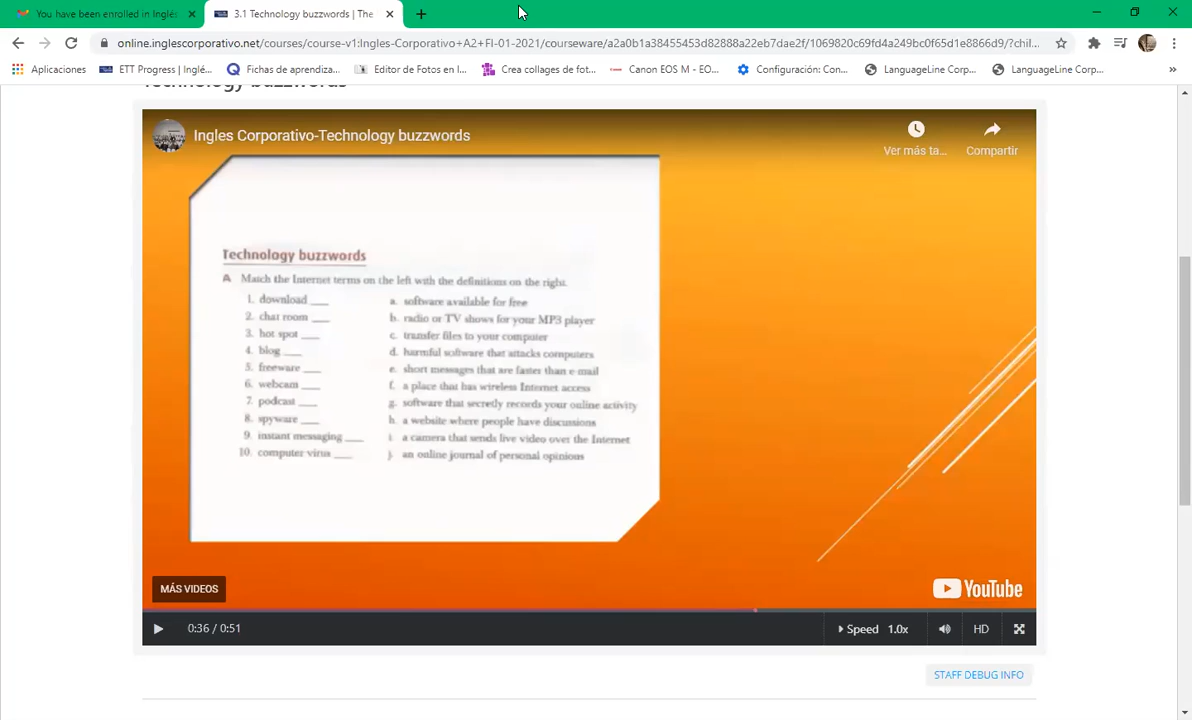 You have been enrolled in Inglés
3.1 Technology buzzwords | The
online.inglescorporativo.net/courses/course-v1:Ingles-Corporativo+A2+FI-01-2021/courseware/a2a0b1a38455453d82888a22eb7dae2f/1069820c69fd4a249bc0f65d1e8866d9/?chil...
Aplicaciones
ETT Progress | Inglé...
Fichas de aprendiza...
Editor de Fotos en l...
Crea collages de fot...
Canon EOS M - EO...
Configuración: Con...
LanguageLine Corp...
LanguageLine Corp...
Technology buzzwords
Ingles Corporativo-Technology buzzwords
Ver más ta...
Compartir
Technology buzzwords
A Match the Internet terms on the left with the definitions on the right.
1. download ___ a. software available for free
2. chat room ___ b. radio or TV shows for your MP3 player
3. hot spot ___ c. transfer files to your computer
4. blog ___ d. harmful software that attacks computers
5. freeware ___ e. short messages that are faster than e-mail
6. webcam ___ f. a place that has wireless Internet access
7. podcast ___ g. software that secretly records your online activity
8. spyware ___ h. a website where people have discussions
9. instant messaging ___ i. a camera that sends live video over the Internet
10. computer virus ___ j. an online journal of personal opinions
MÁS VIDEOS
YouTube
0:36 / 0:51
Speed 1.0x
HD
STAFF DEBUG INFO